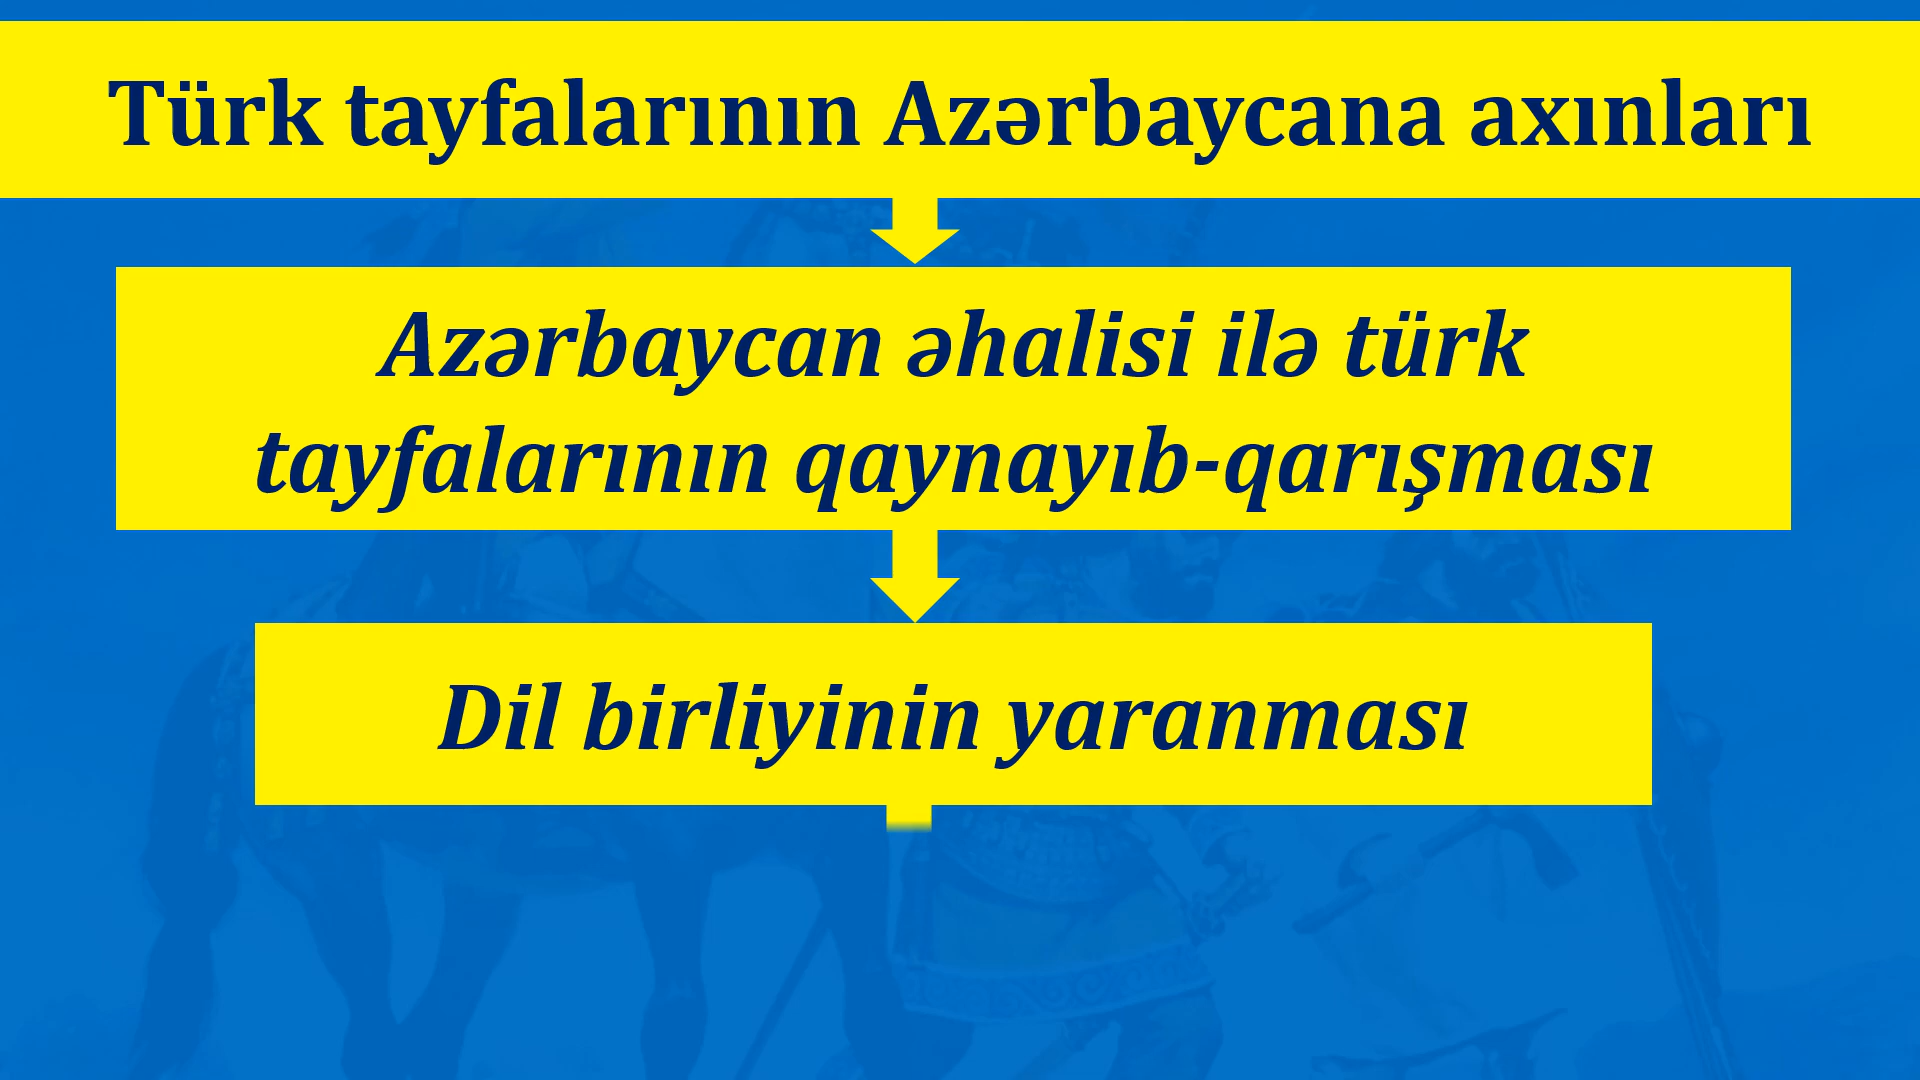 Türk tayfalarının Azərbaycana axınları
Azərbaycan əhalisi ilə türk
tayfalarının qaynayıb-qarışması
Dil birliyinin yaranması